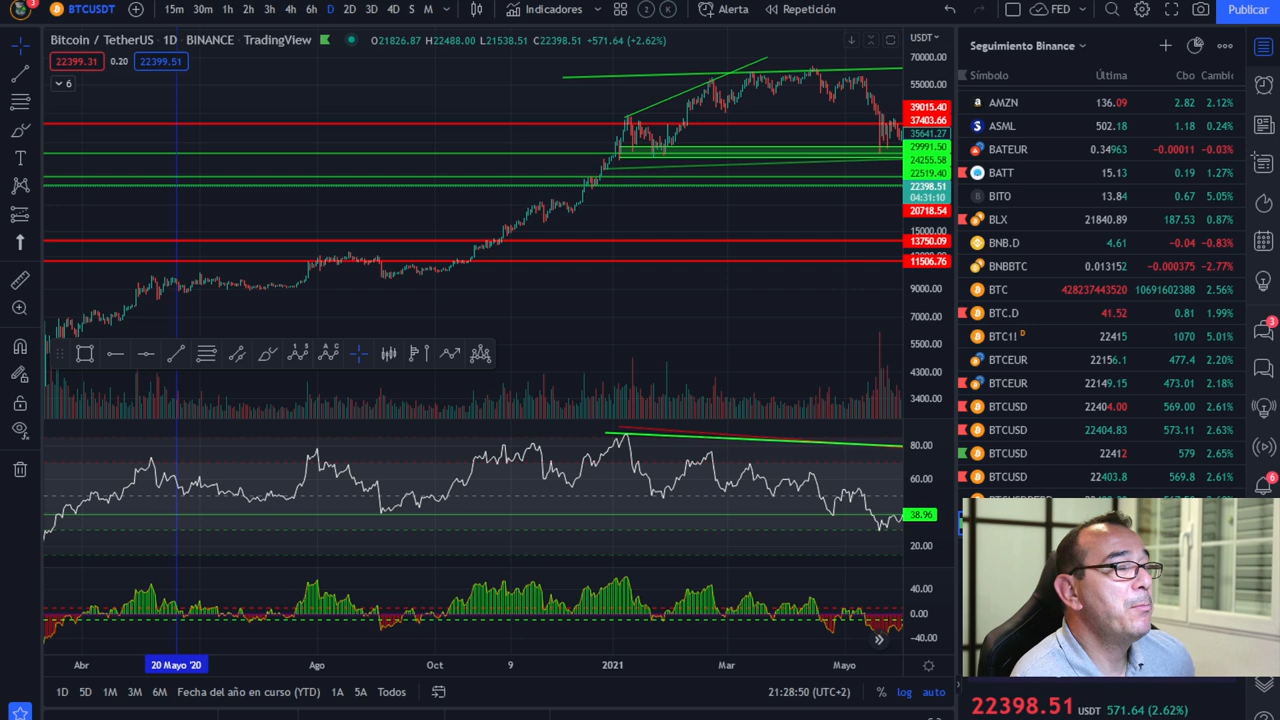 3
BTCUSDT
15m 30m 1h 2h 3h 4h 6h D 2D 3D 4D S M
Indicadores
2 K
Alerta
Repetición
FED
Publicar
Bitcoin / TetherUS · 1D · BINANCE · TradingView
O21826.87 H22488.00 L21538.51 C22398.51 +571.64 (+2.62%)
22399.31 0.20 22399.51
6
USDT
70000.00
55000.00
39015.40
37403.66
35641.27
29991.50
24255.58
22519.40
22398.51
04:31:10
20718.54
15000.00
13750.09
11506.76
9000.00
7000.00
5500.00
4300.00
3400.00
80.00
60.00
38.96
20.00
40.00
0.00
−40.00
Abr 20 Mayo '20 Ago Oct 9 2021 Mar Mayo
1D 5D 1M 3M 6M Fecha del año en curso (YTD) 1A 5A Todos
21:28:50 (UTC+2)
% log auto
Seguimiento Binance
Símbolo Última Cbo Cambio
AMZN 136.09 2.82 2.12%
ASML 502.18 1.18 0.24%
BATEUR 0.34963 −0.00011 −0.03%
BATT 15.13 0.19 1.27%
BITO 13.84 0.67 5.05%
BLX 21840.89 187.53 0.87%
BNB.D 4.61 −0.04 −0.83%
BNBBTC 0.013152 −0.000375 −2.77%
BTC 428237443520 10691602388 2.56%
BTC.D 41.52 0.81 1.99%
BTC1! D 22415 1070 5.01%
BTCEUR 22156.1 477.4 2.20%
BTCEUR 22149.15 473.01 2.18%
BTCUSD 22404.00 569.00 2.61%
BTCUSD 22404.83 573.11 2.63%
BTCUSD 22412 579 2.65%
BTCUSD 22403.8 569.8 2.61%
3
6
22398.51 USDT 571.64 (2.62%)